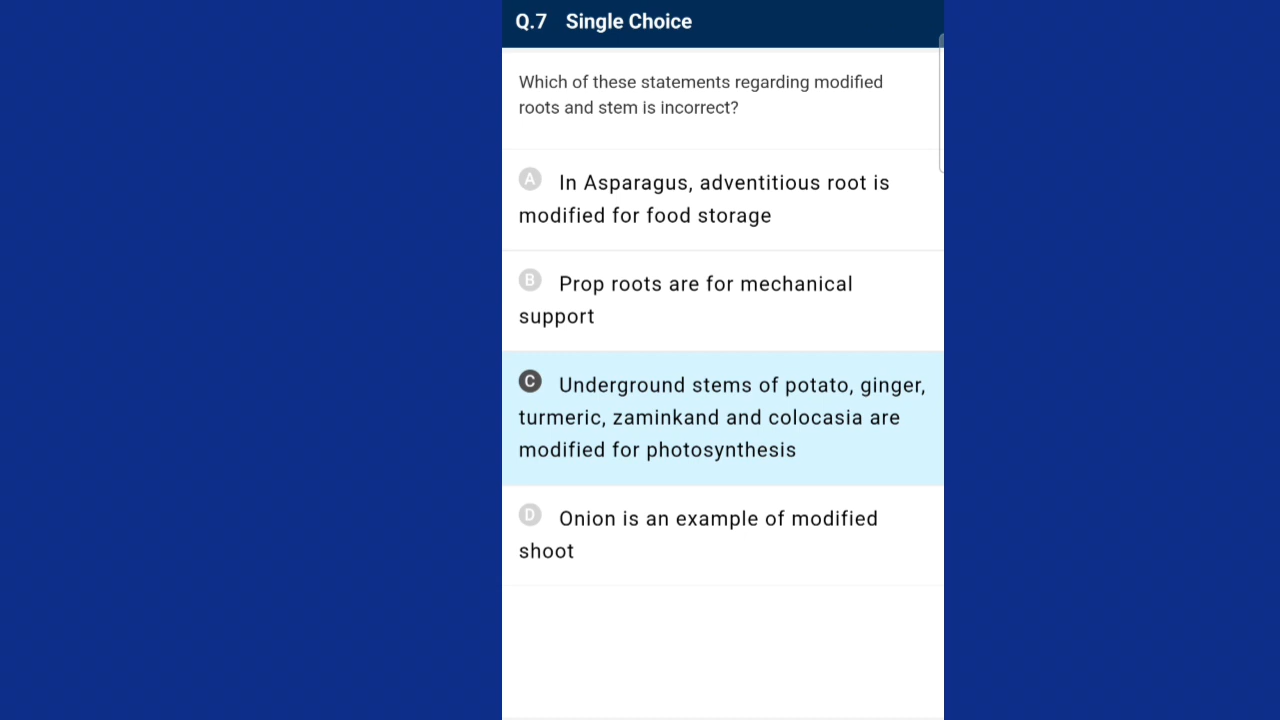 Q.7 Single Choice
Which of these statements regarding modified
roots and stem is incorrect?
A In Asparagus, adventitious root is
modified for food storage
B Prop roots are for mechanical
support
C Underground stems of potato, ginger,
turmeric, zaminkand and colocasia are
modified for photosynthesis
D Onion is an example of modified
shoot